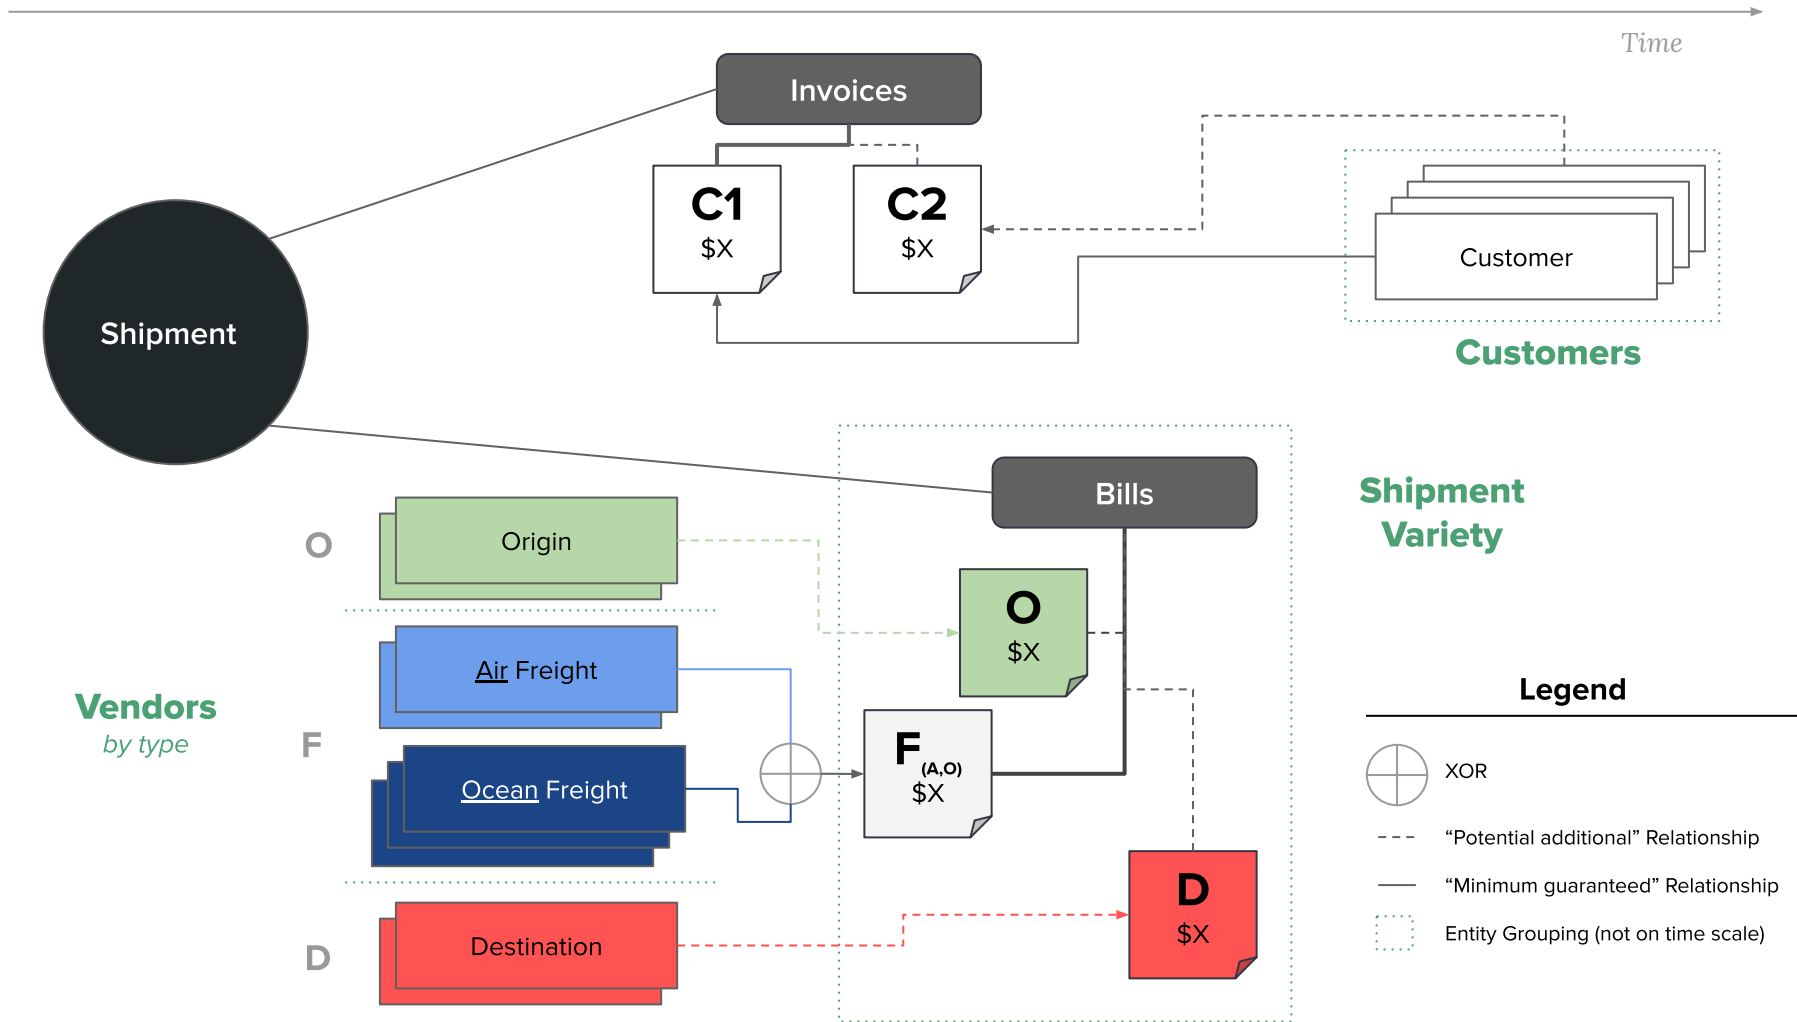 Time
Invoices
C1
$X
C2
$X
Customer
Customers
Shipment
Bills
Shipment
Variety
O
Origin
O
$X
Air Freight
Vendors
by type
F
Ocean Freight
F(A,O)
$X
D
Destination
D
$X
Legend
XOR
“Potential additional” Relationship
“Minimum guaranteed” Relationship
Entity Grouping (not on time scale)